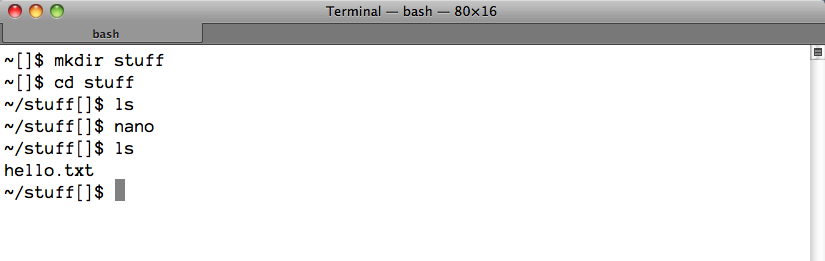 Terminal — bash — 80×16
bash
~[]$ mkdir stuff
~[]$ cd stuff
~/stuff[]$ ls
~/stuff[]$ nano
~/stuff[]$ ls
hello.txt
~/stuff[]$